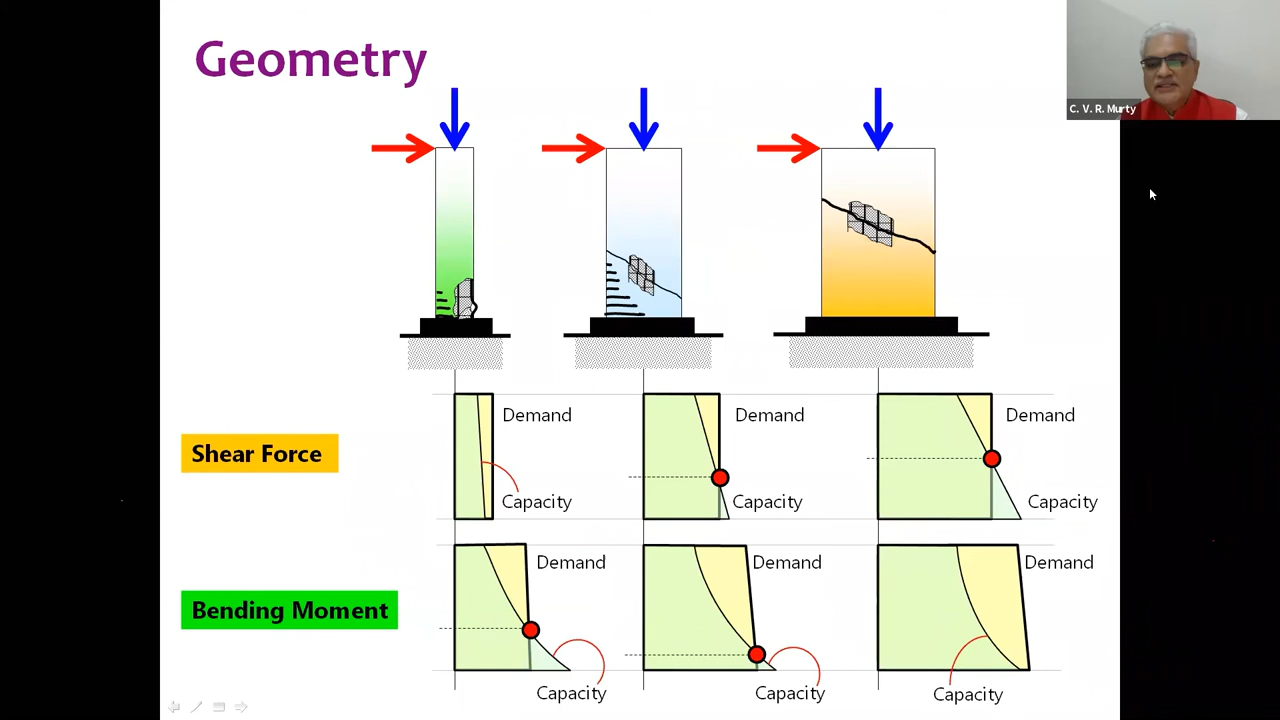 Geometry
C. V. R. Murty
Demand
Demand
Demand
Shear Force
Capacity
Capacity
Capacity
Demand
Demand
Demand
Bending Moment
Capacity
Capacity
Capacity